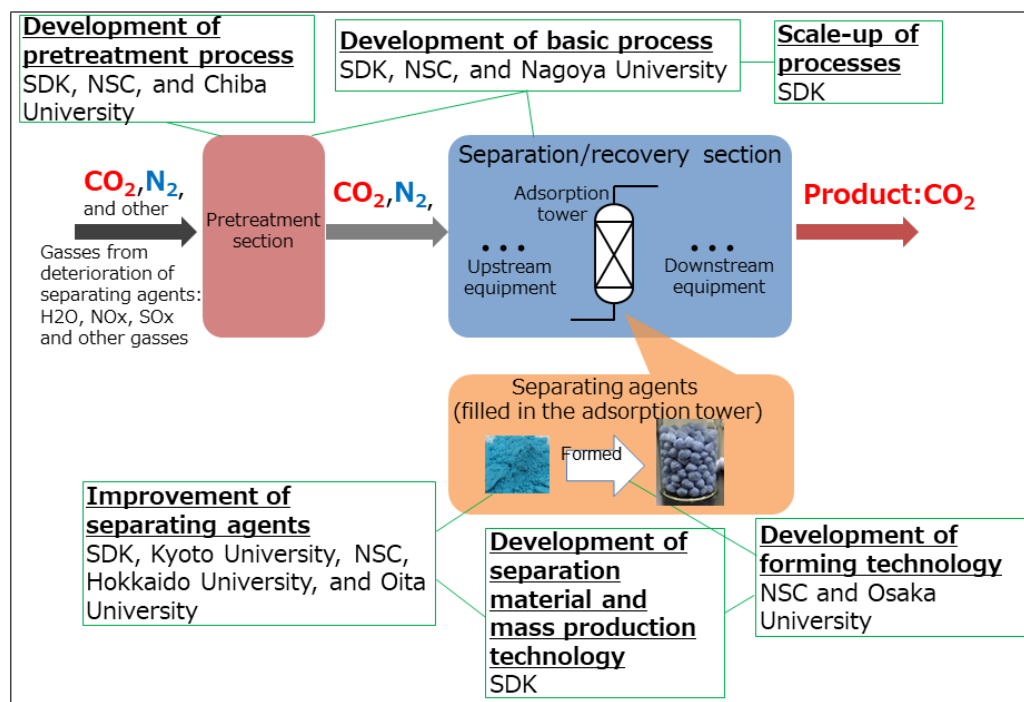 Development of
pretreatment process
SDK, NSC, and Chiba
University
Development of basic process
SDK, NSC, and Nagoya University
Scale-up of
processes
SDK
CO2,N2,
and other
Gasses from
deterioration of
separating agents:
H2O, NOx, SOx
and other gasses
Pretreatment
section
CO2,N2,
Separation/recovery section
Adsorption
tower
• • •
Upstream
equipment
• • •
Downstream
equipment
Product:CO2
Separating agents
(filled in the adsorption tower)
Formed
Improvement of
separating agents
SDK, Kyoto University, NSC,
Hokkaido University, and Oita
University
Development of
separation
material and
mass production
technology
SDK
Development of
forming technology
NSC and Osaka
University